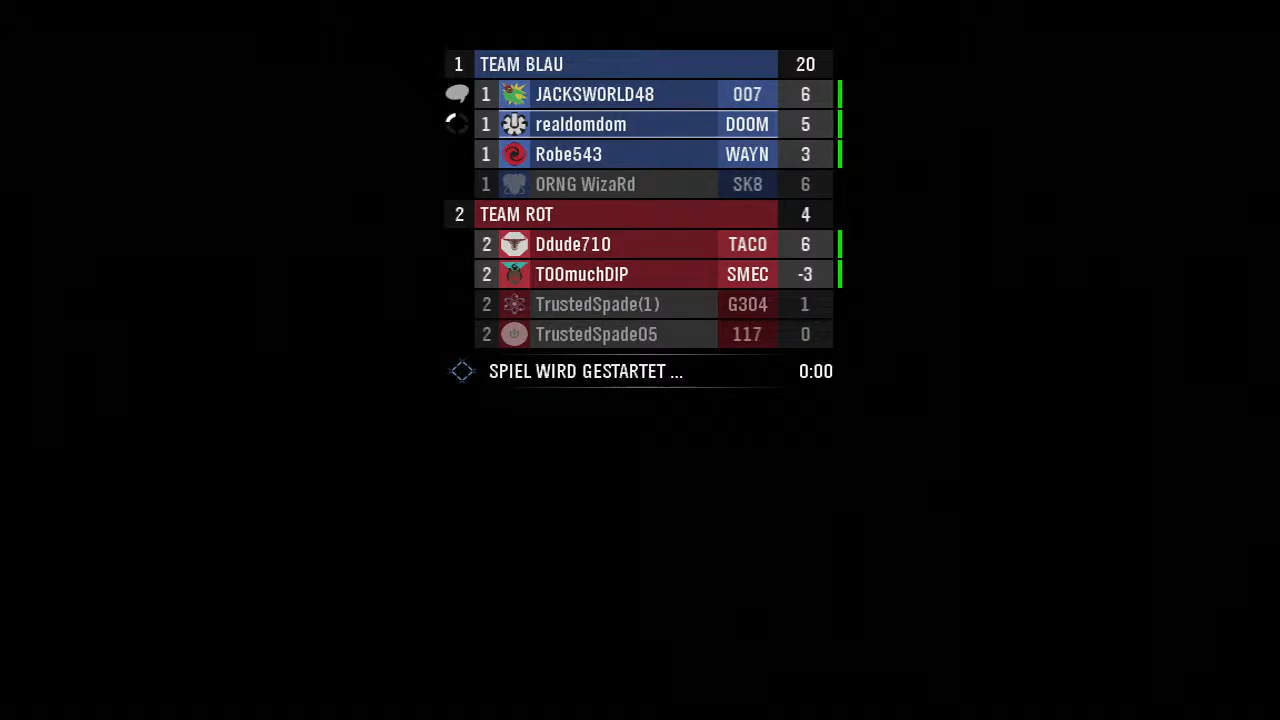 1 TEAM BLAU 20
1 JACKSWORLD48 007 6
1 realdomdom DOOM 5
1 Robe543 WAYN 3
1 ORNG WizaRd SK8 6
2 TEAM ROT 4
2 Ddude710 TACO 6
2 TOOmuchDIP SMEC -3
2 TrustedSpade(1) G304 1
2 TrustedSpade05 117 0
SPIEL WIRD GESTARTET ... 0:00